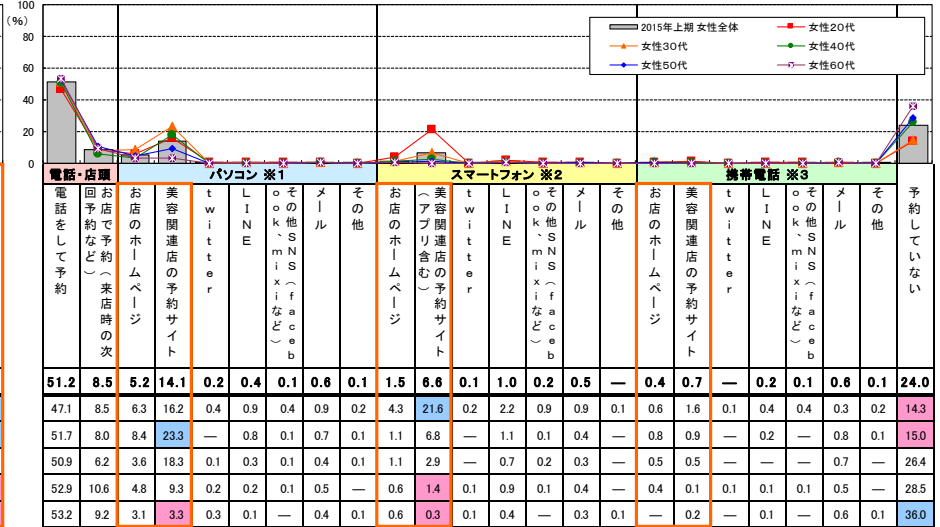 100
(%)
80
60
40
20
0
2015年上期 女性全体
女性20代
女性30代
女性40代
女性50代
女性60代
電話・店頭
パソコン ※1
スマートフォン ※2
携帯電話 ※3
電話をして予約
お店で予約(来店時の次回予約など)
お店のホームページ
美容関連店の予約サイト
twitter
LINE
その他SNS(facebook、mixiなど)
メール
その他
お店のホームページ
美容関連店の予約サイト(アプリ含む)
twitter
LINE
その他SNS(facebook、mixiなど)
メール
その他
お店のホームページ
美容関連店の予約サイト
twitter
LINE
その他SNS(facebook、mixiなど)
メール
その他
予約していない
51.2 8.5 5.2 14.1 0.2 0.4 0.1 0.6 0.1 1.5 6.6 0.1 1.0 0.2 0.5 — 0.4 0.7 — 0.2 0.1 0.6 0.1 24.0
47.1 8.5 6.3 16.2 0.4 0.9 0.4 0.9 0.2 4.3 21.6 0.2 2.2 0.9 0.9 0.1 0.6 1.6 0.1 0.4 0.4 0.3 0.2 14.3
51.7 8.0 8.4 23.3 — 0.8 0.1 0.7 0.1 1.1 6.8 — 1.1 0.1 0.4 — 0.8 0.9 — 0.2 — 0.8 0.1 15.0
50.9 6.2 3.6 18.3 0.1 0.3 0.1 0.4 0.1 1.1 2.9 — 0.7 0.2 0.3 — 0.5 0.5 — — — 0.7 — 26.4
52.9 10.6 4.8 9.3 0.2 0.2 0.1 0.5 — 0.6 1.4 0.1 0.9 0.1 0.4 — 0.4 0.1 0.1 0.1 0.1 0.5 — 28.5
53.2 9.2 3.1 3.3 0.3 0.1 — 0.4 0.1 0.6 0.3 0.1 0.4 — 0.3 0.1 — 0.2 — 0.1 — 0.6 0.1 36.0